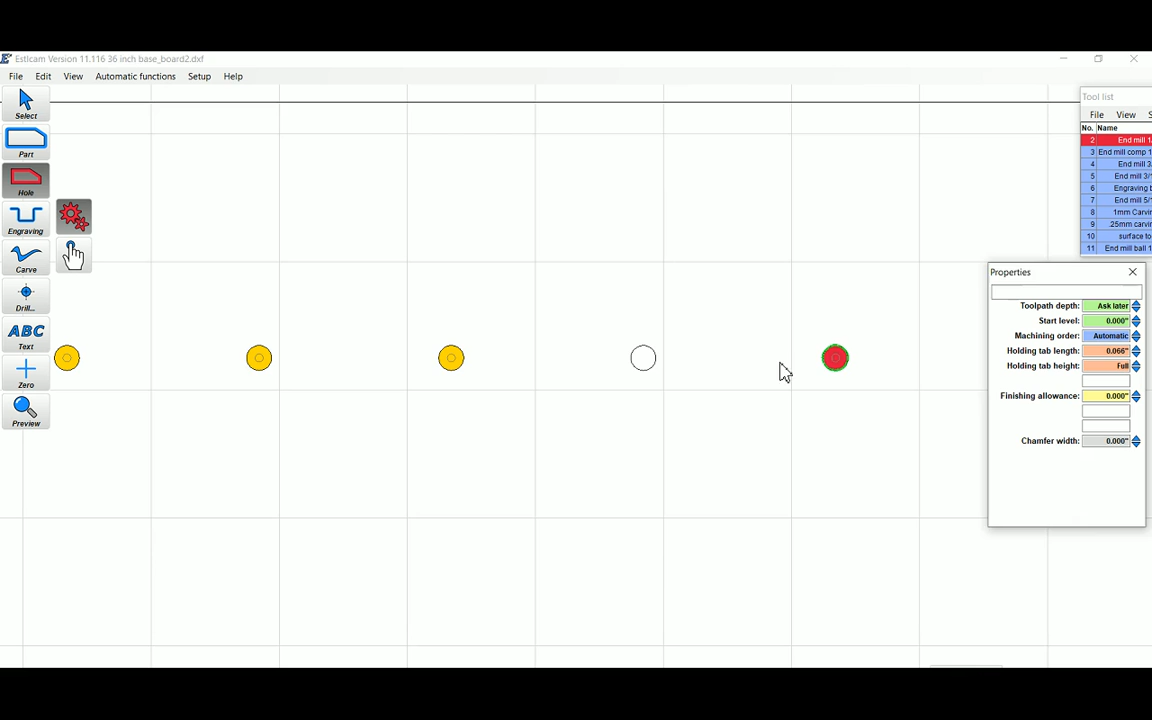 Estlcam Version 11.116 36 inch base_board2.dxf
File Edit View Automatic functions Setup Help
Select
Part
Hole
Engraving
Carve
Drill...
ABC
Text
Zero
Preview
Tool list
File View S
No. Name
2 End mill 1/
3 End mill comp 1
4 End mill 3/
5 End mill 3/1
6 Engraving b
7 End mill 5/1
8 1mm Carvi
9 .25mm carvi
10 surface to
11 End mill ball 1
Properties
Toolpath depth: Ask later
Start level: 0.000"
Machining order: Automatic
Holding tab length: 0.066"
Holding tab height: Full
Finishing allowance: 0.000"
Chamfer width: 0.000"